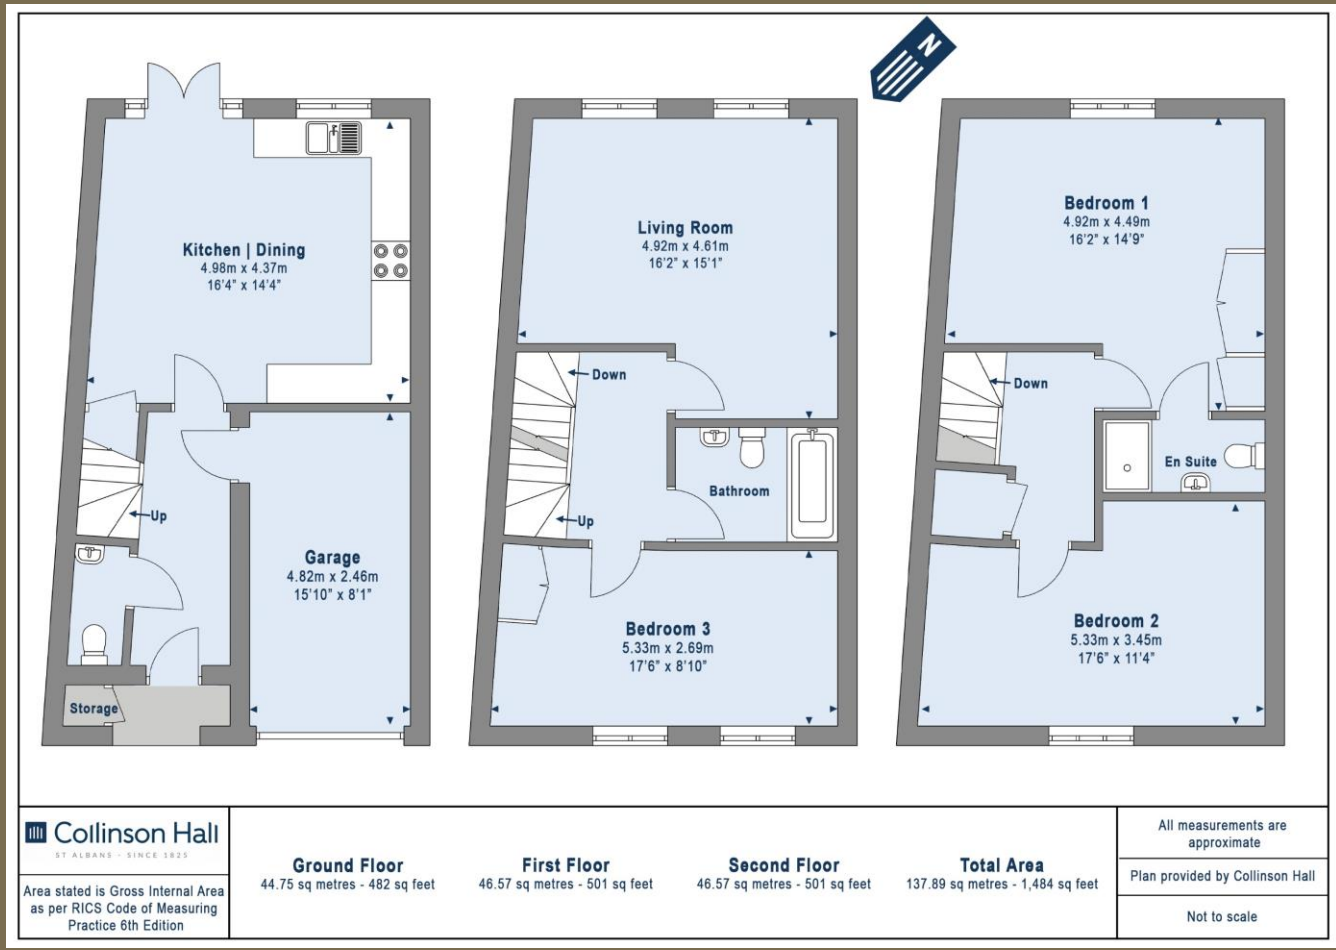 N
Kitchen | Dining
4.98m x 4.37m
16'4" x 14'4"
Up
Garage
4.82m x 2.46m
15'10" x 8'1"
Storage
Living Room
4.92m x 4.61m
16'2" x 15'1"
Down
Bathroom
Up
Bedroom 3
5.33m x 2.69m
17'6" x 8'10"
Bedroom 1
4.92m x 4.49m
16'2" x 14'9"
Down
En Suite
Bedroom 2
5.33m x 3.45m
17'6" x 11'4"
Collinson Hall
ST ALBANS - SINCE 1825
Area stated is Gross Internal Area
as per RICS Code of Measuring
Practice 6th Edition
Ground Floor
44.75 sq metres - 482 sq feet
First Floor
46.57 sq metres - 501 sq feet
Second Floor
46.57 sq metres - 501 sq feet
Total Area
137.89 sq metres - 1,484 sq feet
All measurements are
approximate
Plan provided by Collinson Hall
Not to scale